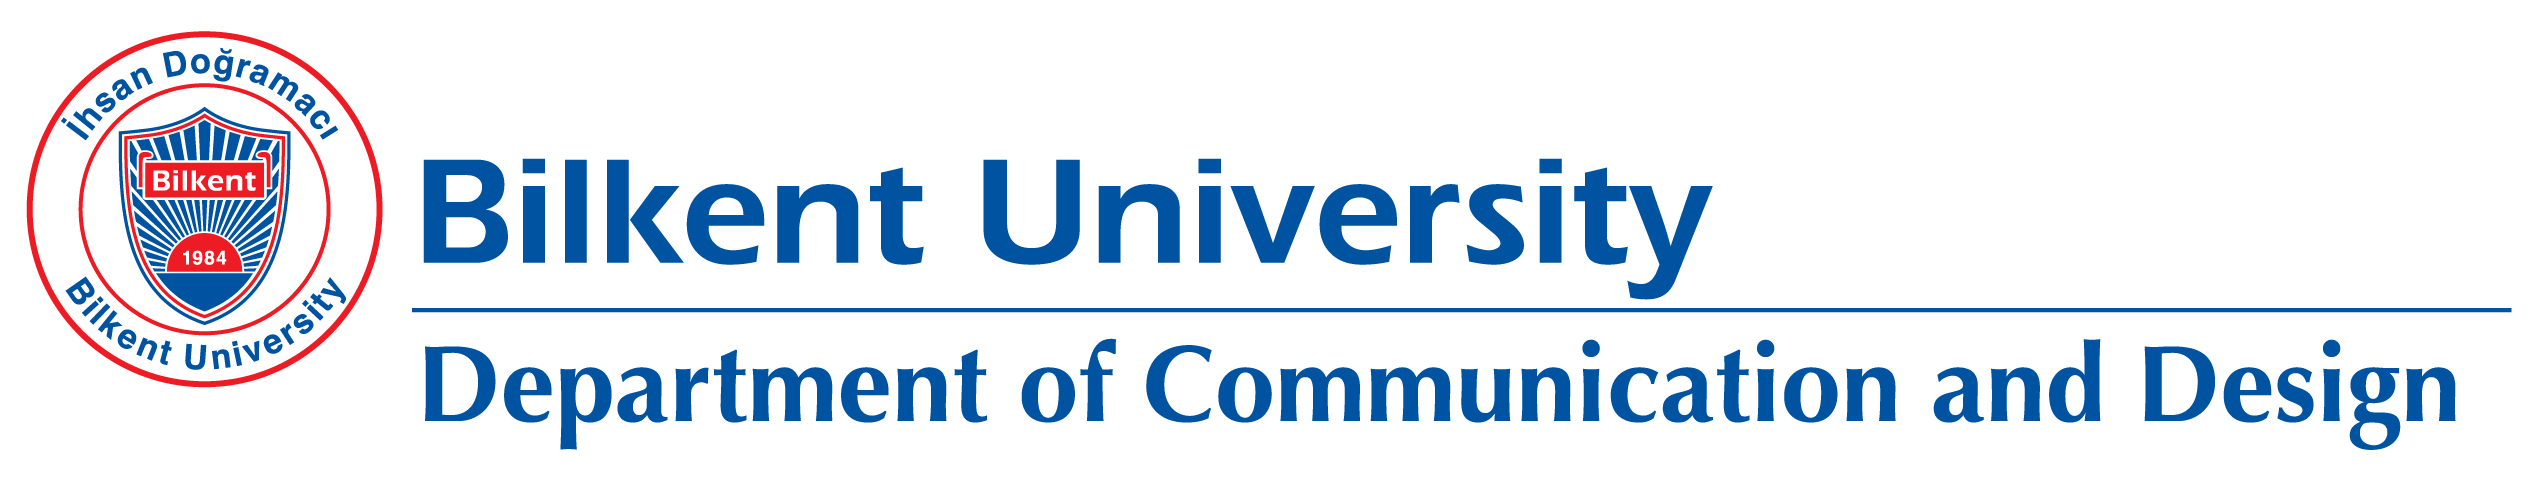 İhsan Doğramacı
Bilkent
1984
Bilkent University
Bilkent University
Department of Communication and Design